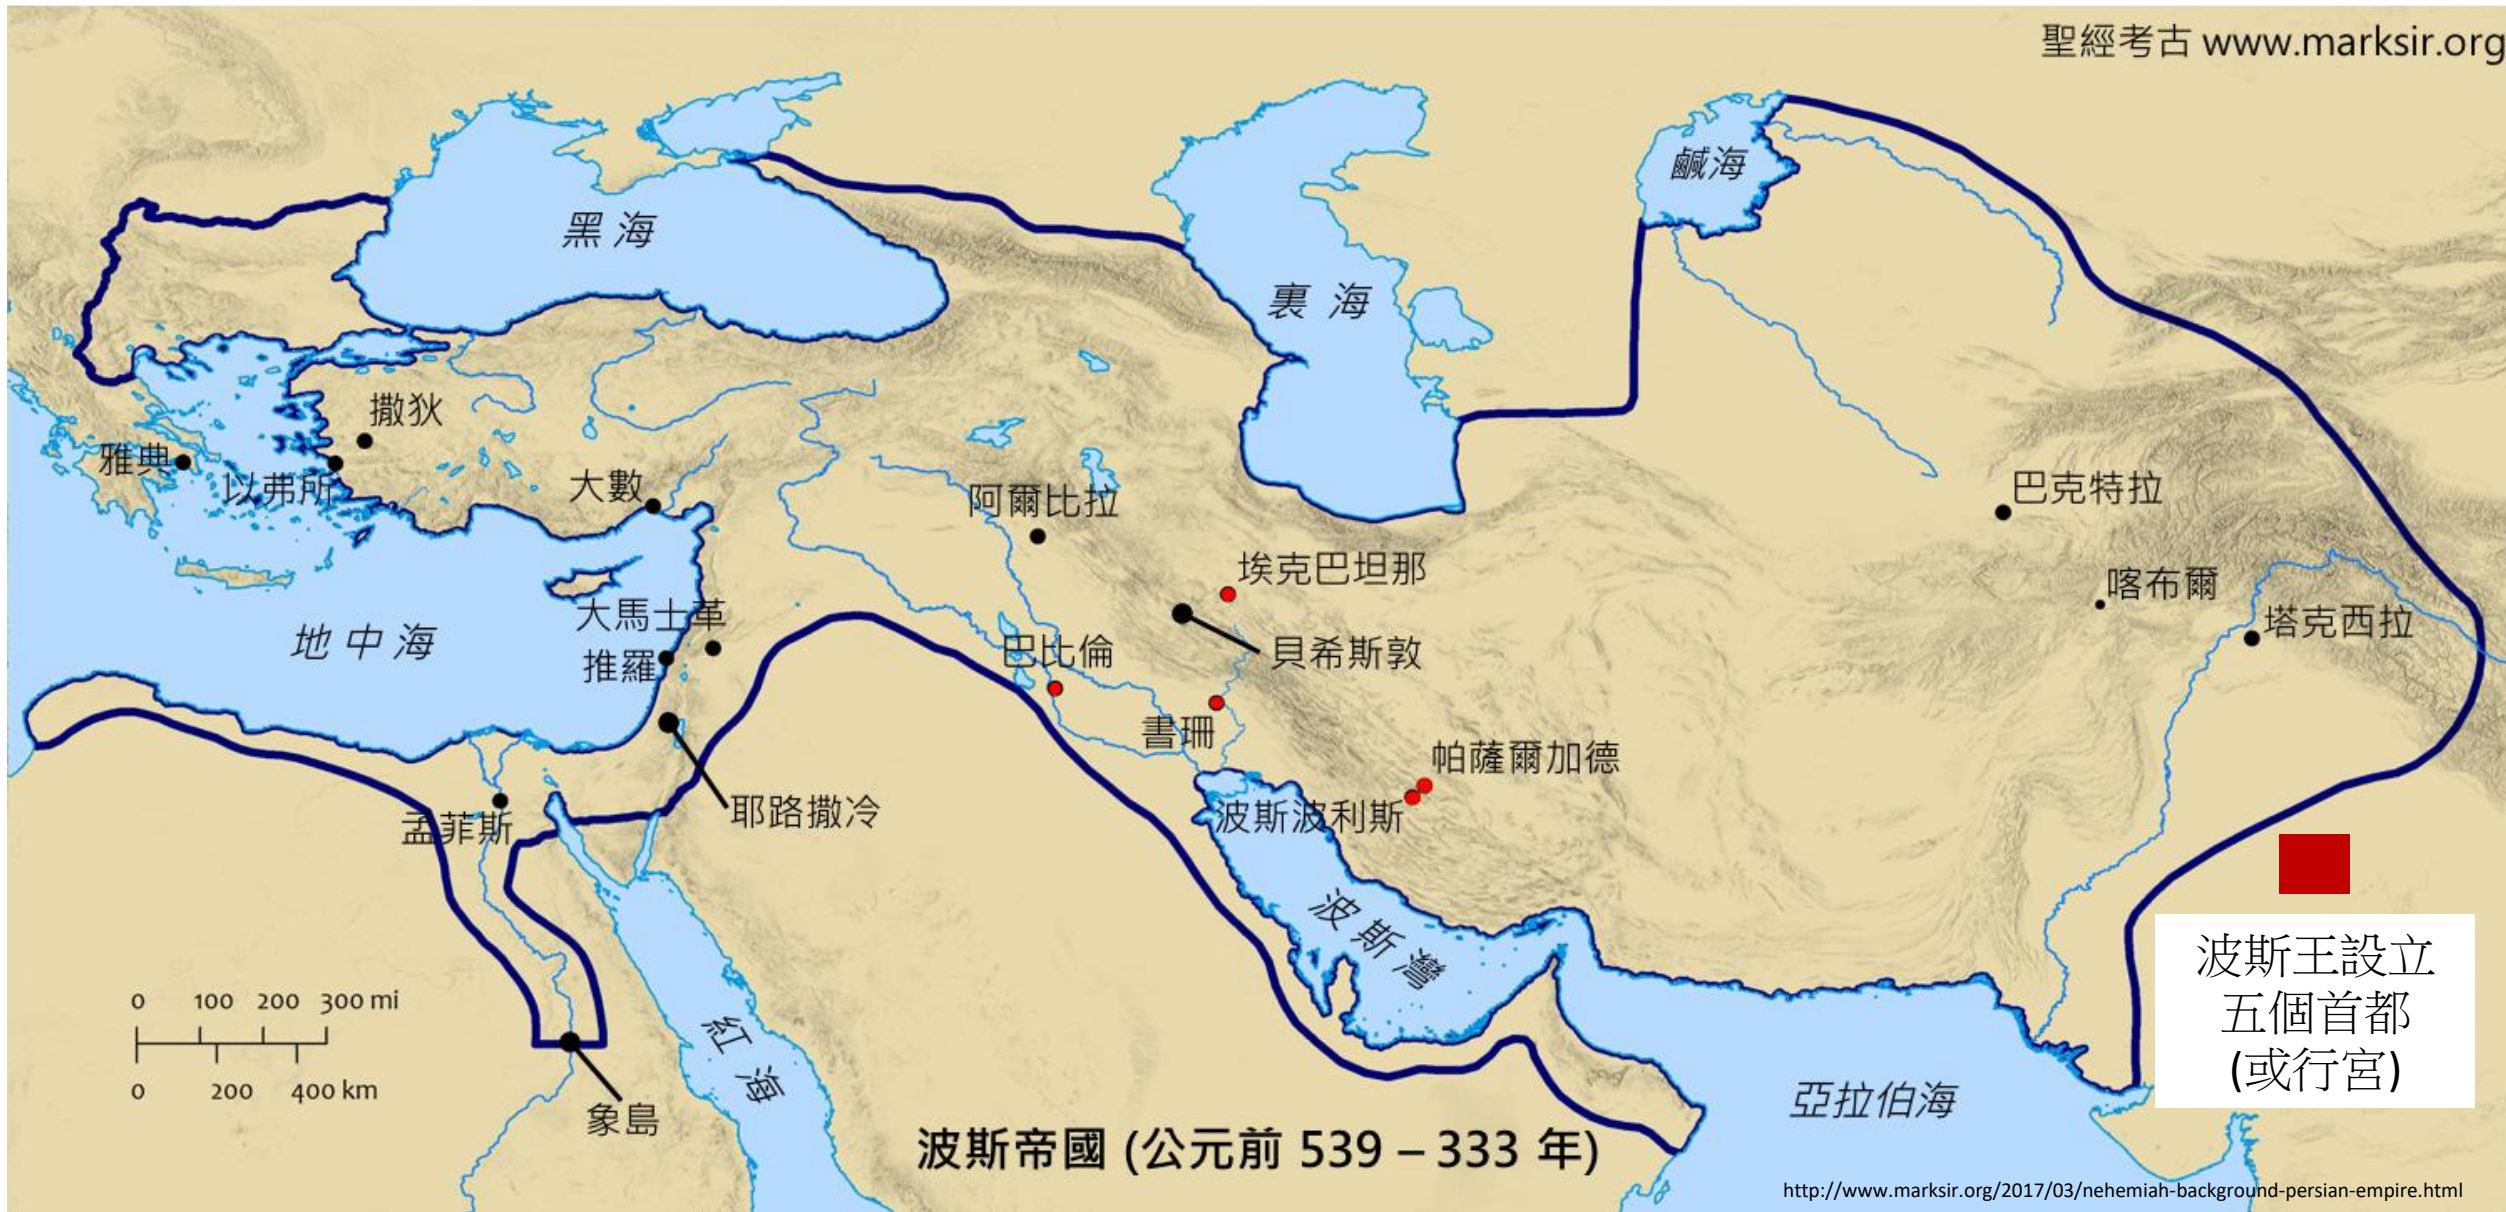 聖經考古 www.marksir.org
鹹海
黑海
裏海
撒狄
雅典
以弗所
大數
阿爾比拉
巴克特拉
埃克巴坦那
喀布爾
大馬士革
塔克西拉
地中海
巴比倫
貝希斯敦
推羅
書珊
帕薩爾加德
耶路撒冷
波斯波利斯
孟菲斯
波斯灣
波斯王設立
五個首都
(或行宮)
0 100 200 300 mi
0 200 400 km
紅海
象島
亞拉伯海
波斯帝國 (公元前 539 – 333 年)
http://www.marksir.org/2017/03/nehemiah-background-persian-empire.html